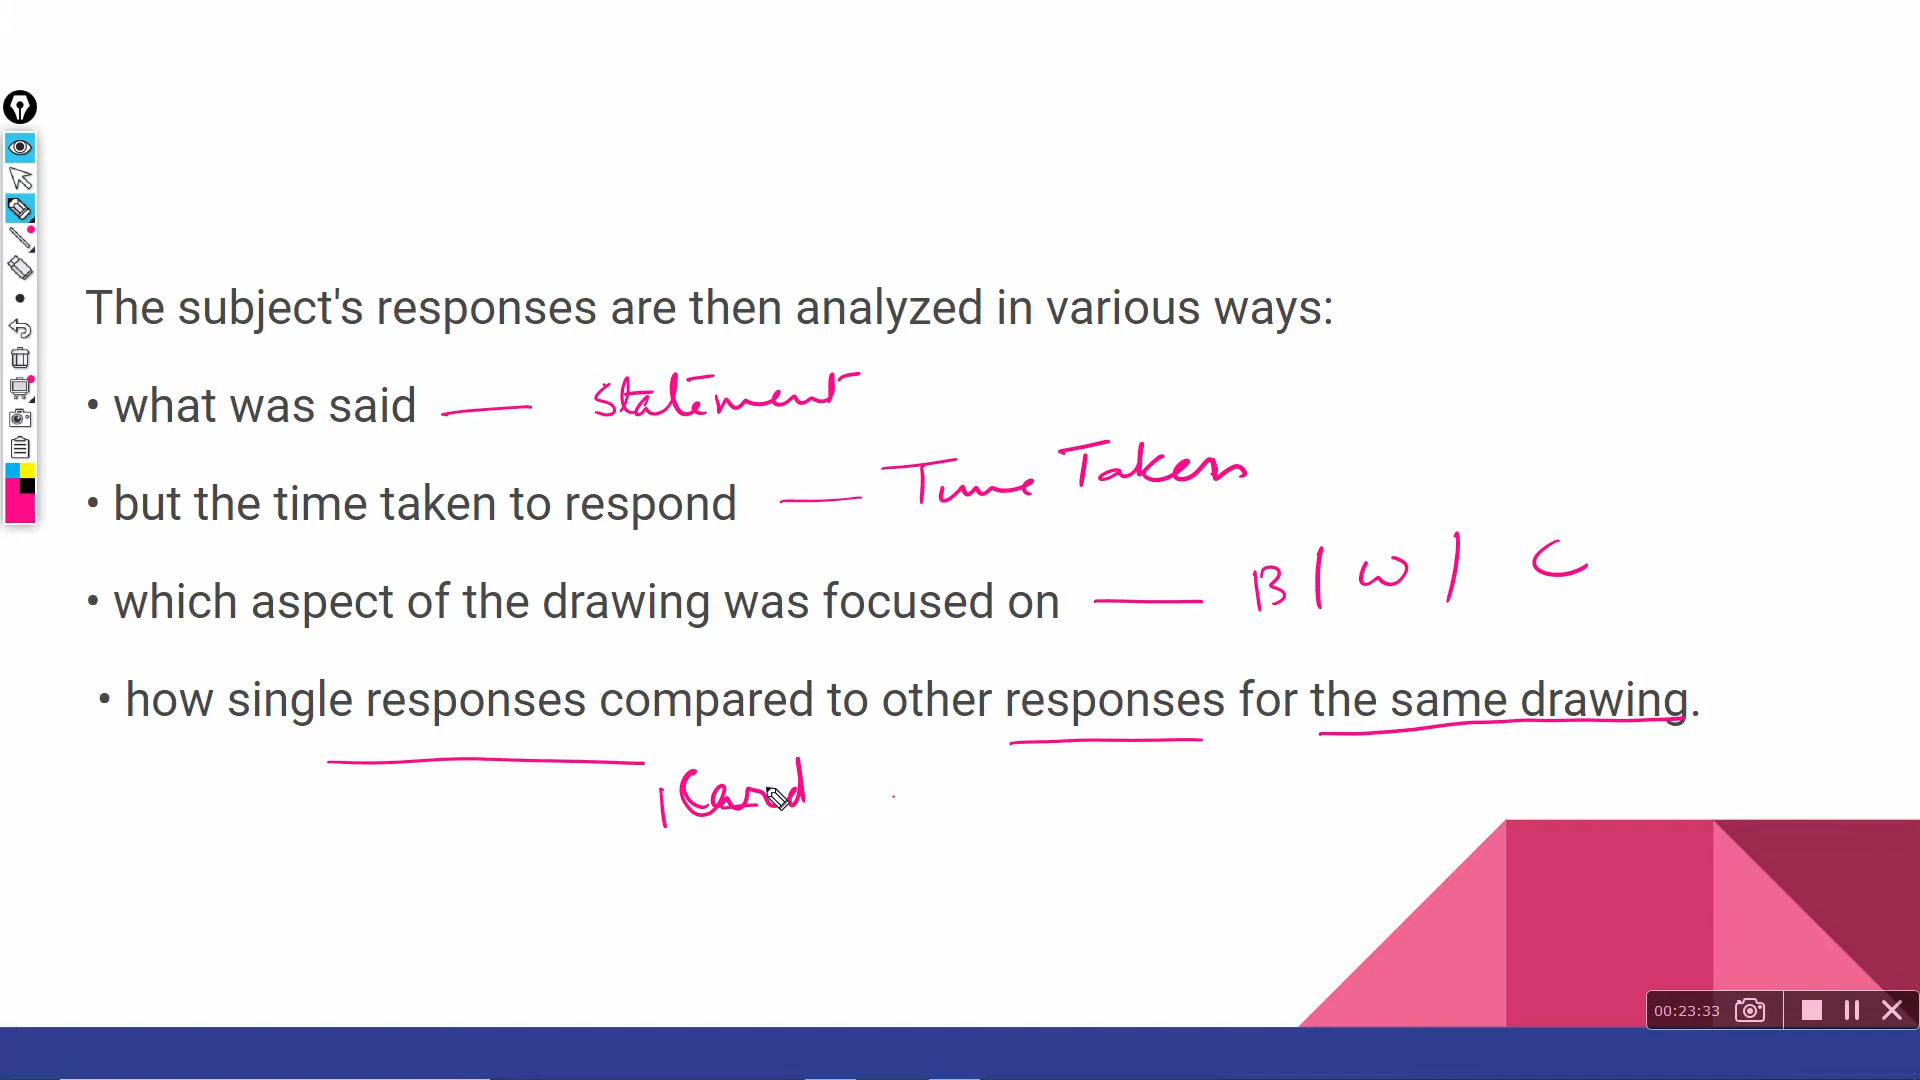 The subject's responses are then analyzed in various ways:
• what was said — Statement
• but the time taken to respond — Time Taken
• which aspect of the drawing was focused on — B | W | C
• how single responses compared to other responses for the same drawing.
1 Card
00:23:33